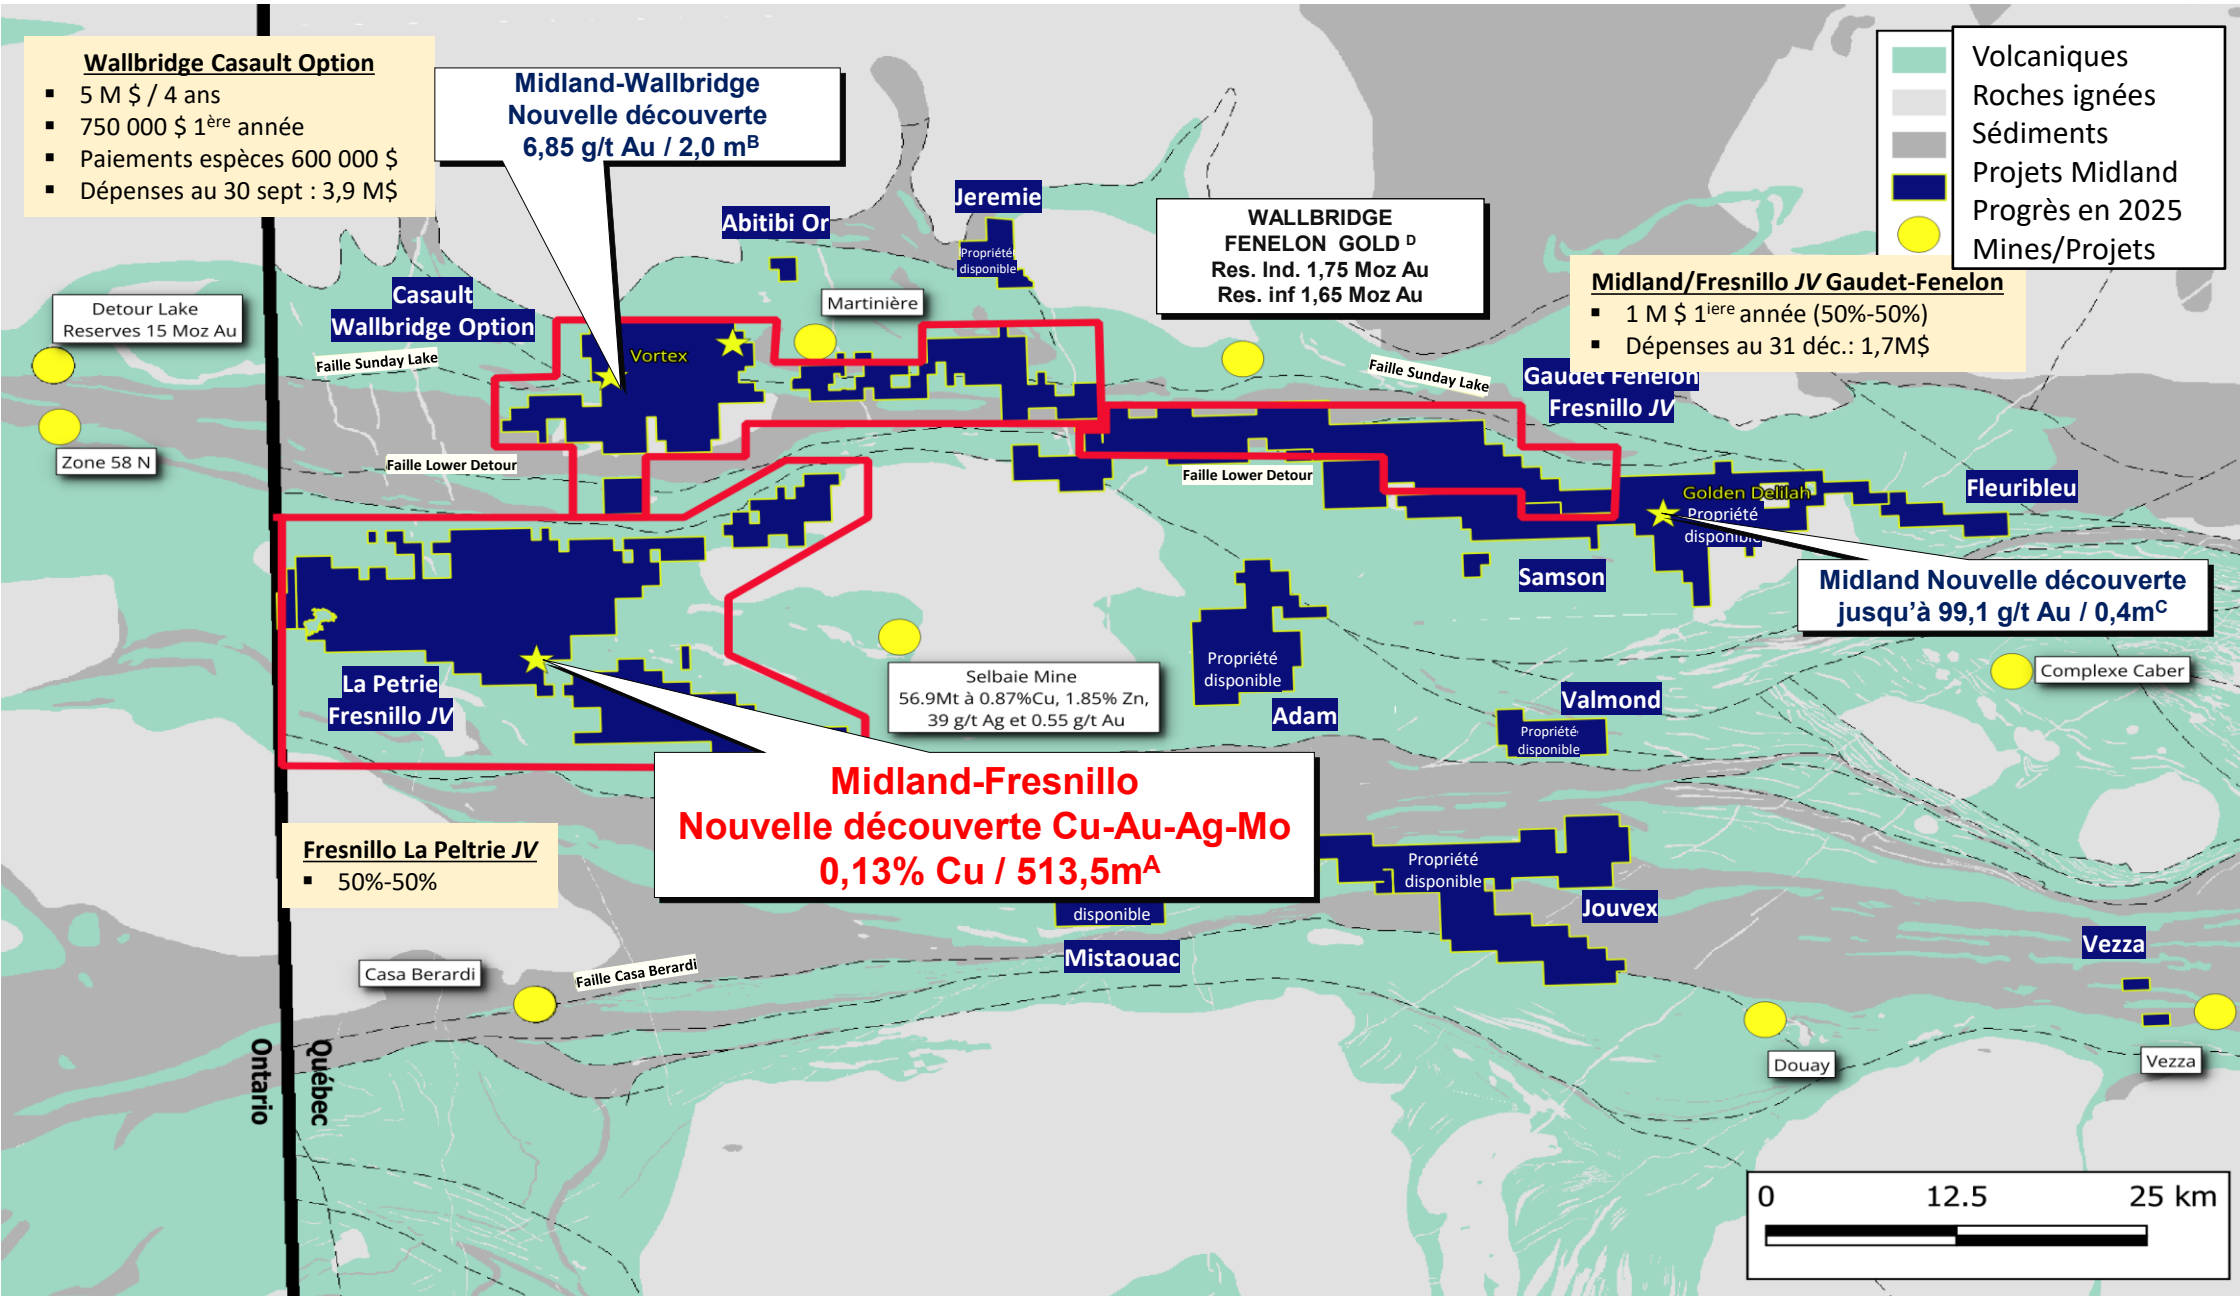 Wallbridge Casault Option
▪ 5 M $ / 4 ans
▪ 750 000 $ 1ère année
▪ Paiements espèces 600 000 $
▪ Dépenses au 30 sept : 3,9 M$
Midland-Wallbridge
Nouvelle découverte
6,85 g/t Au / 2,0 mB
Volcaniques
Roches ignées
Sédiments
Projets Midland
Progrès en 2025
Mines/Projets
Jeremie
Propriété
disponible
Abitibi Or
WALLBRIDGE
FENELON GOLD D
Res. Ind. 1,75 Moz Au
Res. inf 1,65 Moz Au
Midland/Fresnillo JV Gaudet-Fenelon
▪ 1 M $ 1iere année (50%-50%)
▪ Dépenses au 31 déc.: 1,7M$
Detour Lake
Reserves 15 Moz Au
Casault
Wallbridge Option
Martinière
Vortex
Faille Sunday Lake
Faille Sunday Lake
Gaudet Fenelon
Fresnillo JV
Zone 58 N
Faille Lower Detour
Faille Lower Detour
Golden Delilah
Propriété
disponible
Fleuribleu
Samson
Midland Nouvelle découverte
jusqu'à 99,1 g/t Au / 0,4mC
La Petrie
Fresnillo JV
Selbaie Mine
56.9Mt à 0.87%Cu, 1.85% Zn,
39 g/t Ag et 0.55 g/t Au
Propriété
disponible
Adam
Valmond
Propriété
disponible
Complexe Caber
Midland-Fresnillo
Nouvelle découverte Cu-Au-Ag-Mo
0,13% Cu / 513,5mA
Fresnillo La Peltrie JV
▪ 50%-50%
Propriété
disponible
Jouvex
disponible
Mistaouac
Vezza
Casa Berardi
Faille Casa Berardi
Ontario
Québec
Douay
Vezza
0 12.5 25 km